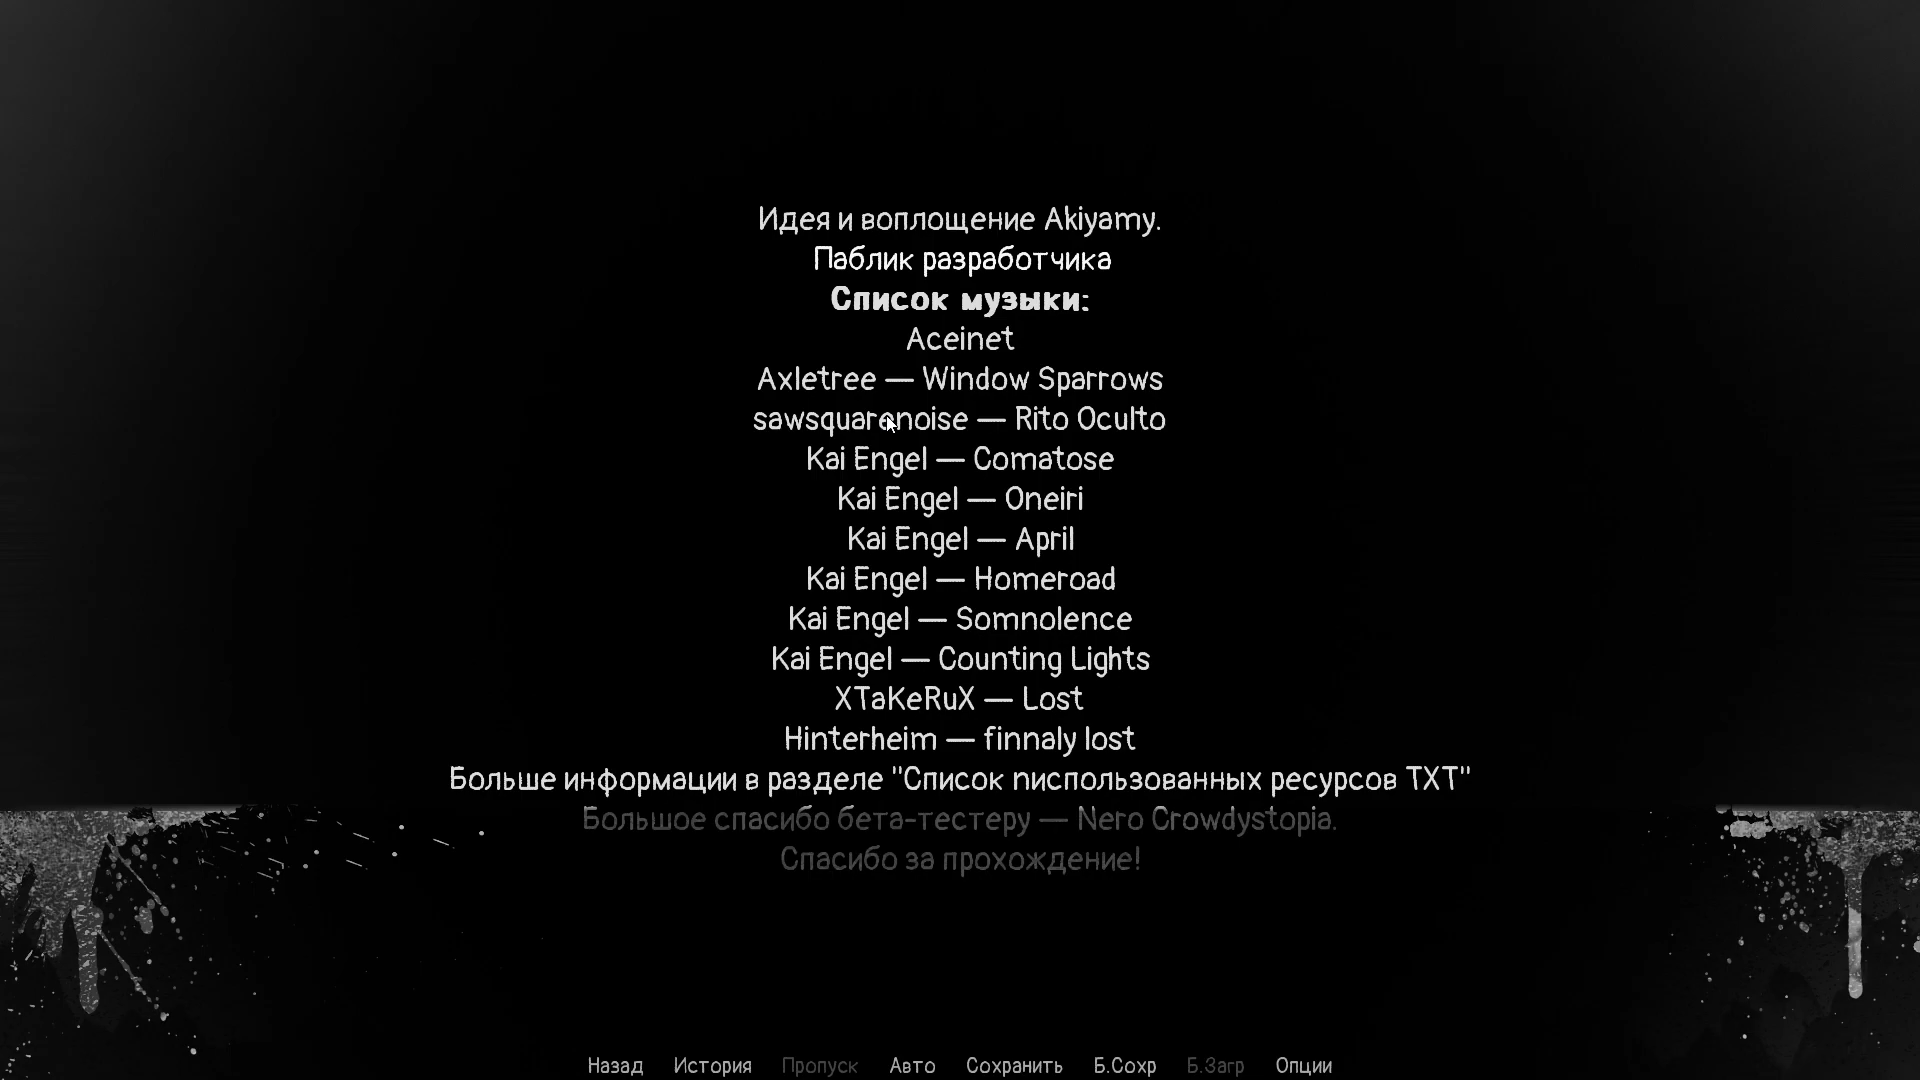 Идея и воплощение Akiyamy.
Паблик разработчика
Список музыки:
Aceinet
Axletree — Window Sparrows
sawsquarenoise — Rito Oculto
Kai Engel — Comatose
Kai Engel — Oneiri
Kai Engel — April
Kai Engel — Homeroad
Kai Engel — Somnolence
Kai Engel — Counting Lights
XTaKeRuX — Lost
Hinterheim — finnaly lost
Больше информации в разделе "Список писпользованных ресурсов TXT"
Большое спасибо бета-тестеру — Nero Crowdystopia.
Спасибо за прохождение!
Назад История Пропуск Авто Сохранить Б.Сохр Б.Загр Опции